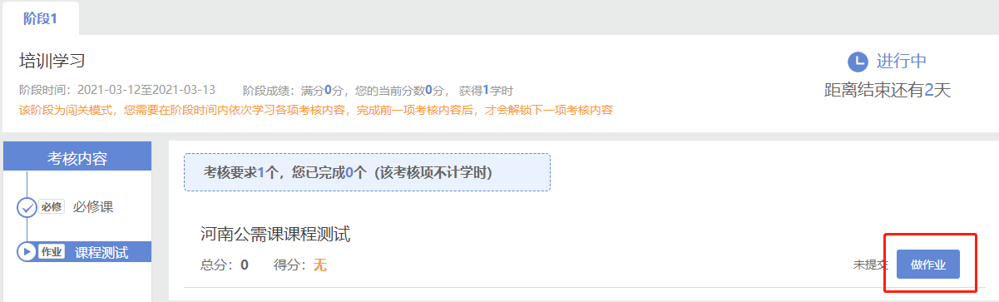 阶段1
培训学习
进行中
阶段时间：2021-03-12至2021-03-13 阶段成绩：满分0分，您的当前分数0分， 获得1学时
距离结束还有2天
该阶段为闯关模式，您需要在阶段时间内依次学习各项考核内容，完成前一项考核内容后，才会解锁下一项考核内容
考核内容
考核要求1个，您已完成0个（该考核项不计学时）
必修 必修课
河南公需课课程测试
作业 课程测试
总分：0 得分：无 未提交 做作业